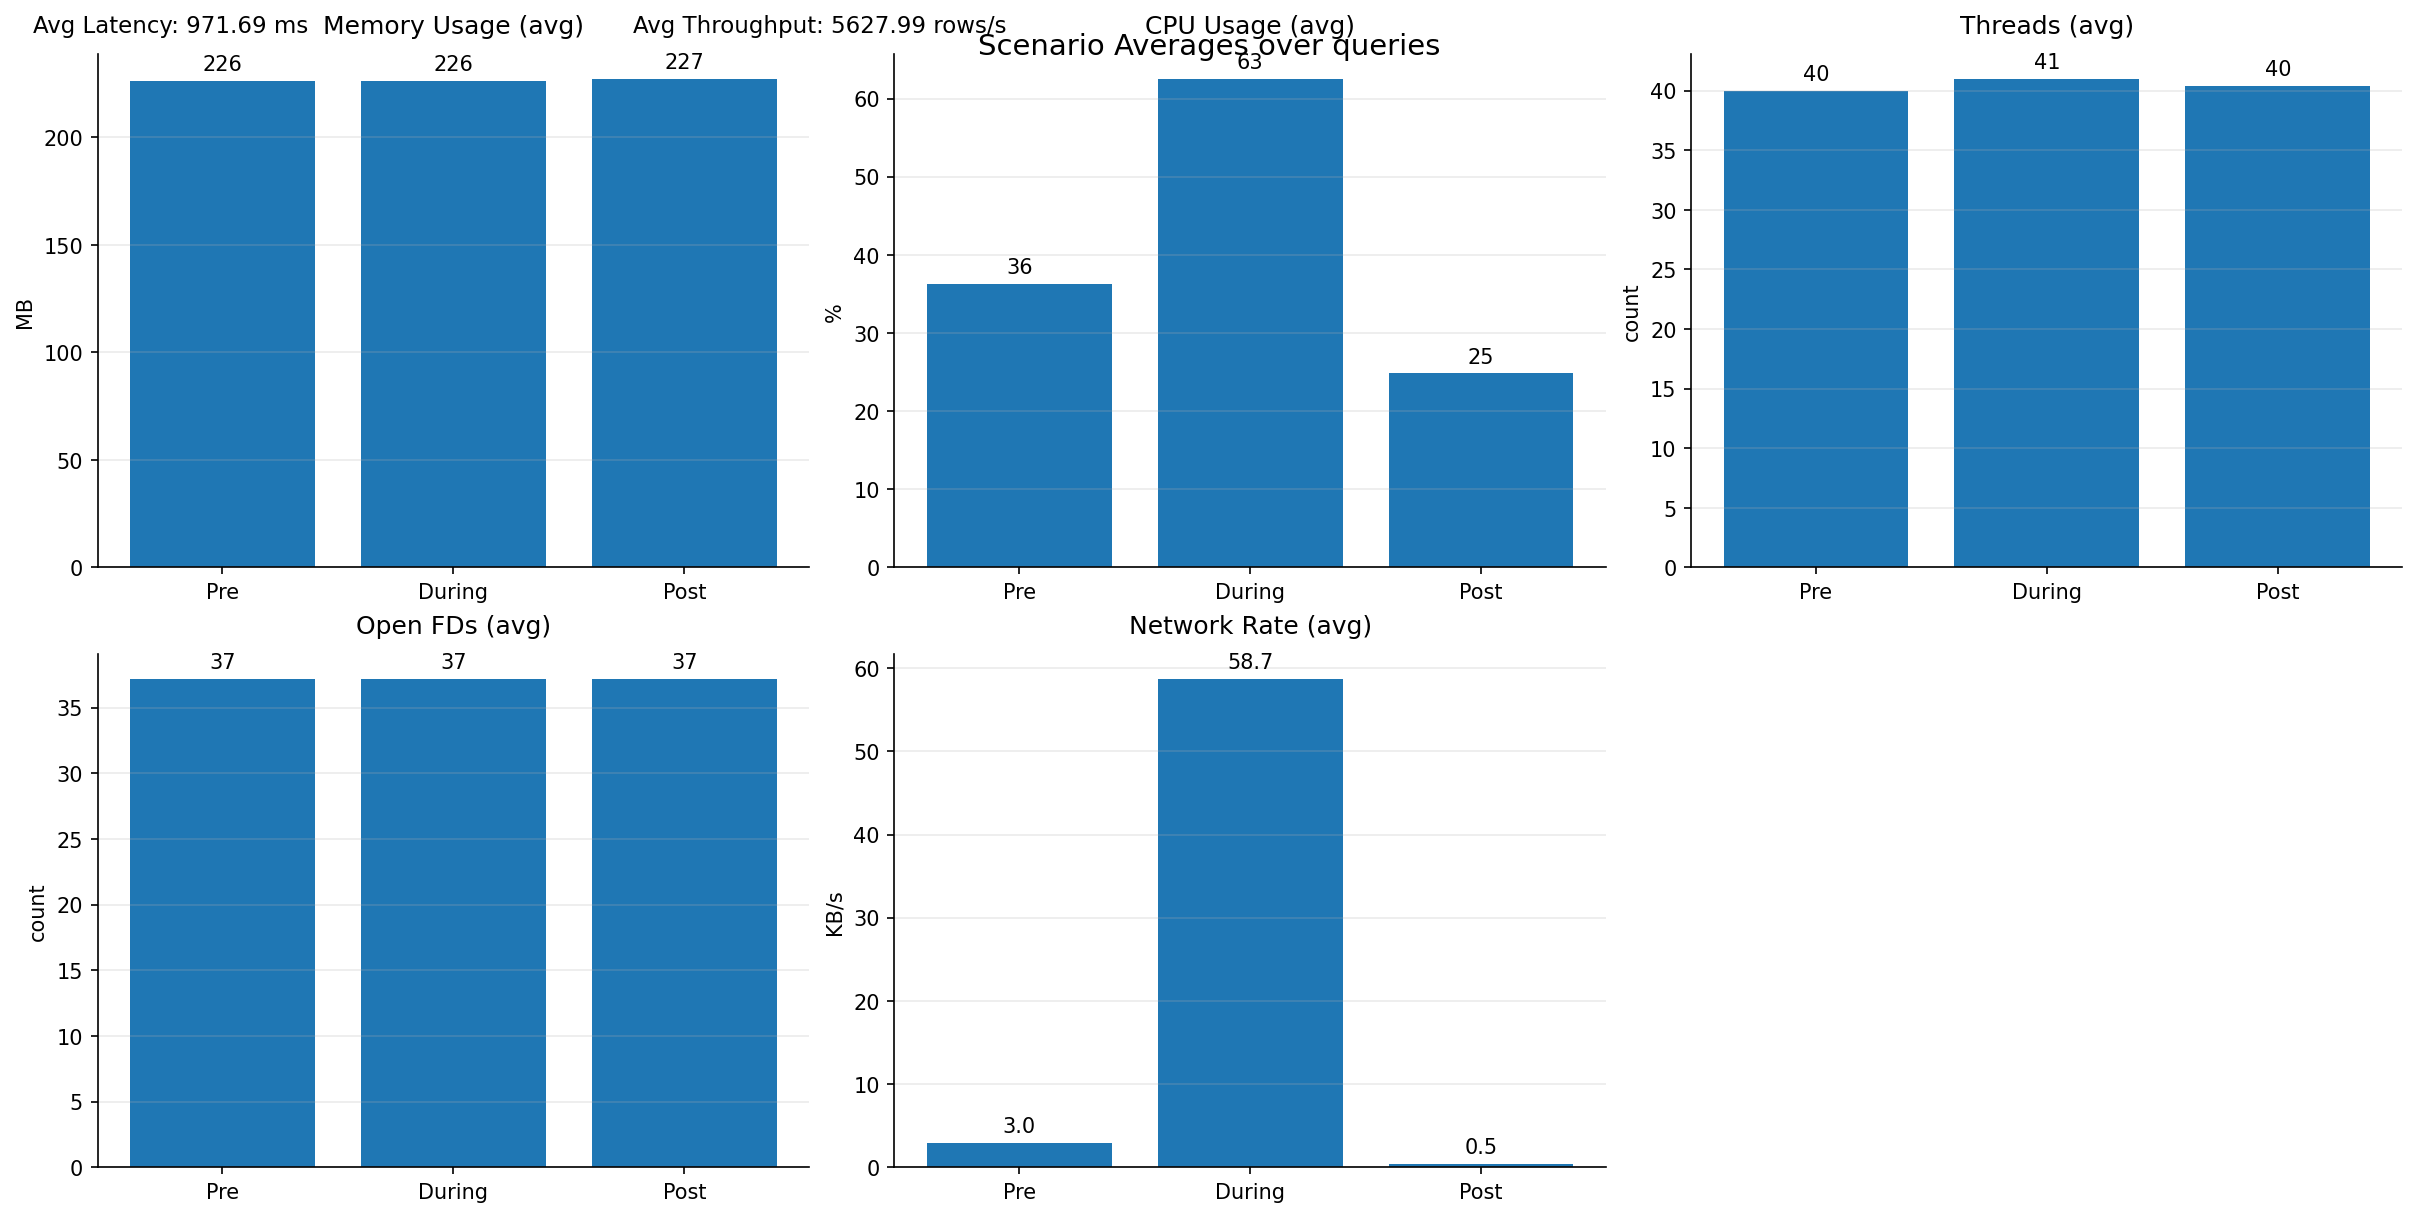 Avg Latency: 971.69 ms
Memory Usage (avg)
Avg Throughput: 5627.99 rows/s
CPU Usage (avg)
Threads (avg)
Scenario Averages over queries
MB
200
150
100
50
0
226
226
227
Pre
During
Post
%
60
50
40
30
20
10
0
36
63
25
Pre
During
Post
count
40
35
30
25
20
15
10
5
0
40
41
40
Pre
During
Post
Open FDs (avg)
count
35
30
25
20
15
10
5
0
37
37
37
Pre
During
Post
Network Rate (avg)
KB/s
60
50
40
30
20
10
0
3.0
58.7
0.5
Pre
During
Post